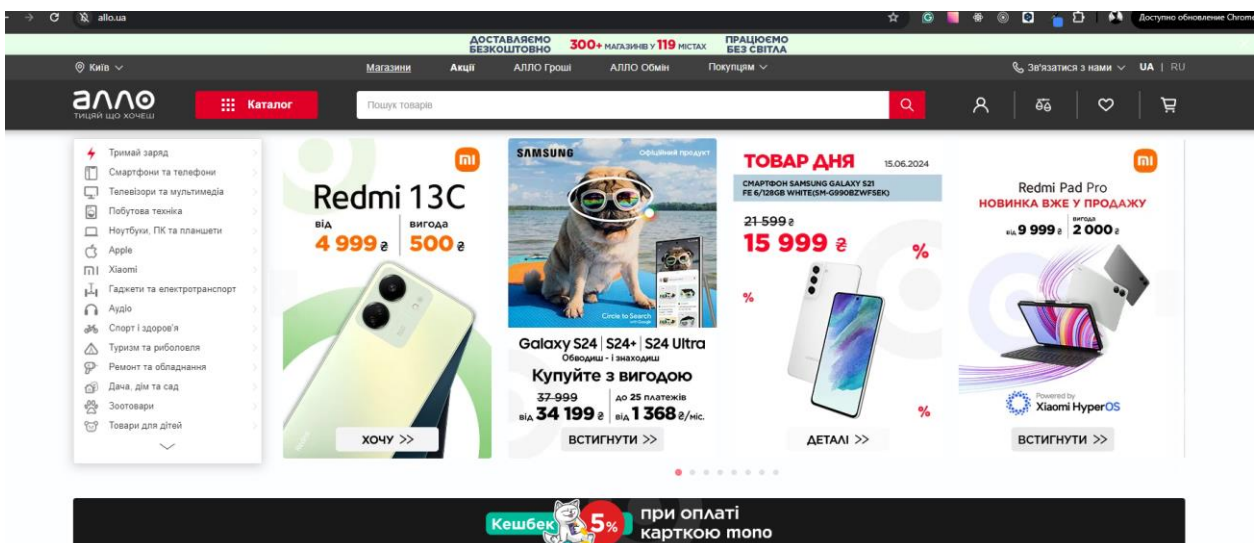 allo.ua
Доступно обновление Chrome
ДОСТАВЛЯЄМО
БЕЗКОШТОВНО
300+ МАГАЗИНІВ У 119 МІСТАХ
ПРАЦЮЄМО
БЕЗ СВІТЛА
Київ
Магазини
Акції
АЛЛО Гроші
АЛЛО Обмін
Покупцям
Зв'язатися з нами
UA | RU
алло
ТИЦЯЙ ЩО ХОЧЕШ
Каталог
Пошук товарів
Тримай заряд
Смартфони та телефони
Телевізори та мультимедіа
Побутова техніка
Ноутбуки, ПК та планшети
Apple
Xiaomi
Гаджети та електротранспорт
Аудіо
Спорт і здоров'я
Туризм та риболовля
Ремонт та обладнання
Дача, дім та сад
Зоотовари
Товари для дітей
Redmi 13C
від
4 999 ₴
вигода
500 ₴
ХОЧУ >>
SAMSUNG
Офіційний продукт
Circle to Search
with Google
Galaxy S24 | S24+ | S24 Ultra
Обводиш - і знаходиш
Купуйте з вигодою
37 999
від 34 199 ₴
до 25 платежів
від 1 368 ₴/міс.
ВСТИГНУТИ >>
ТОВАР ДНЯ
15.06.2024
СМАРТФОН SAMSUNG GALAXY S21
FE 6/128GB WHITE(SM-G990BZWFSEK)
21 599 ₴
15 999 ₴
%
%
%
ДЕТАЛІ >>
Redmi Pad Pro
НОВИНКА ВЖЕ У ПРОДАЖУ
від 9 999 ₴
вигода
2 000 ₴
Powered by
Xiaomi HyperOS
ВСТИГНУТИ >>
Кешбек 5%
при оплаті
карткою mono